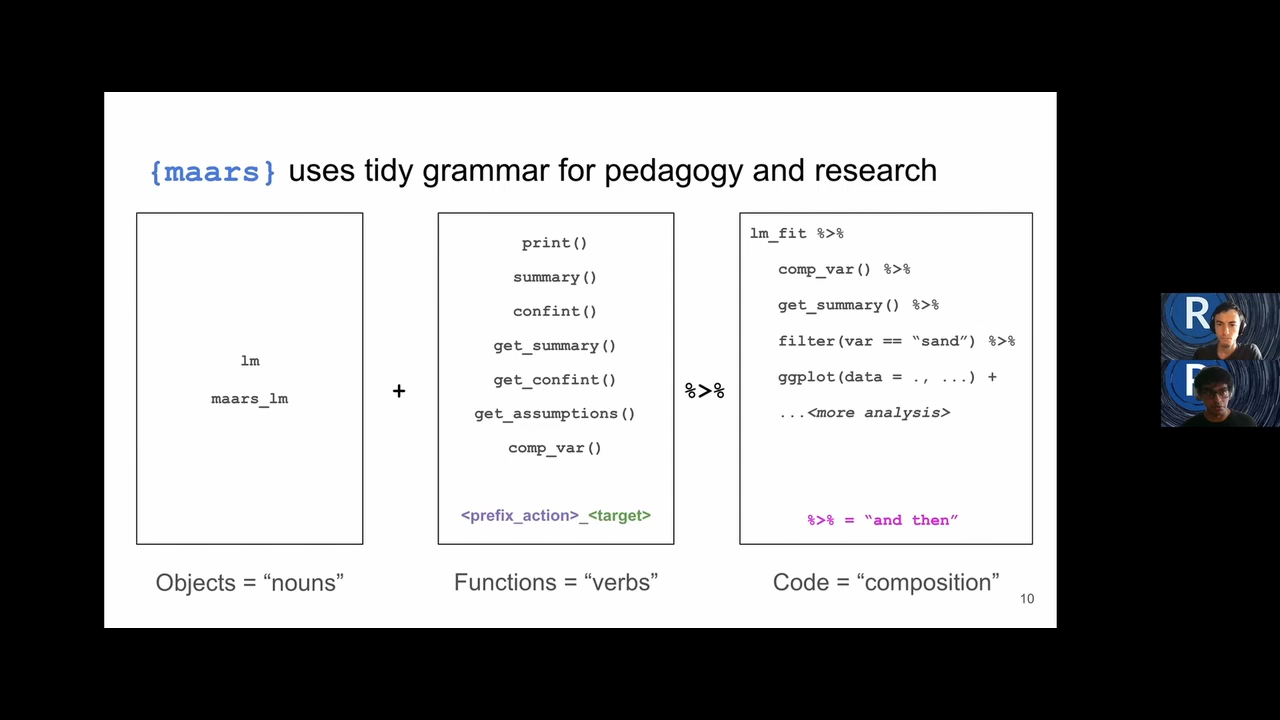 {maars} uses tidy grammar for pedagogy and research
lm
maars_lm
Objects = “nouns”
+
print()
summary()
confint()
get_summary()
get_confint()
get_assumptions()
comp_var()
<prefix_action>_<target>
Functions = “verbs”
%>%
lm_fit %>%
comp_var() %>%
get_summary() %>%
filter(var == “sand”) %>%
ggplot(data = ., ...) +
...<more analysis>
%>% = “and then”
Code = “composition”
10
R
R